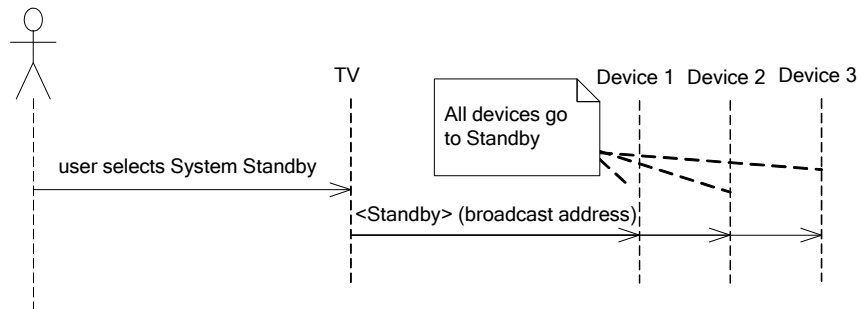 TV
Device 1 Device 2 Device 3
All devices go
to Standby
user selects System Standby
<Standby> (broadcast address)